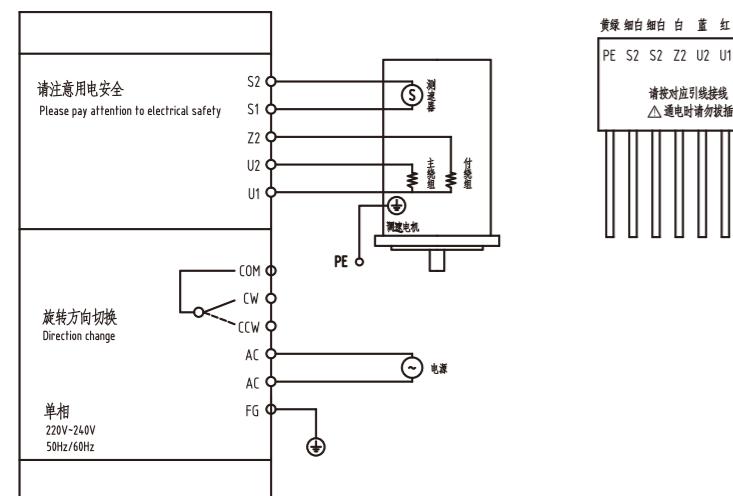 请注意用电安全
Please pay attention to electrical safety
S2
S1
Z2
U2
U1
S
测速器
主绕组
付绕组
测速电机
PE
COM
CW
CCW
AC
AC
FG
旋转方向切换
Direction change
~
电源
单相
220V~240V
50Hz/60Hz
黄绿 细白 细白 白 蓝 红
PE S2 S2 Z2 U2 U1
请按对应引线接线
通电时请勿拔插